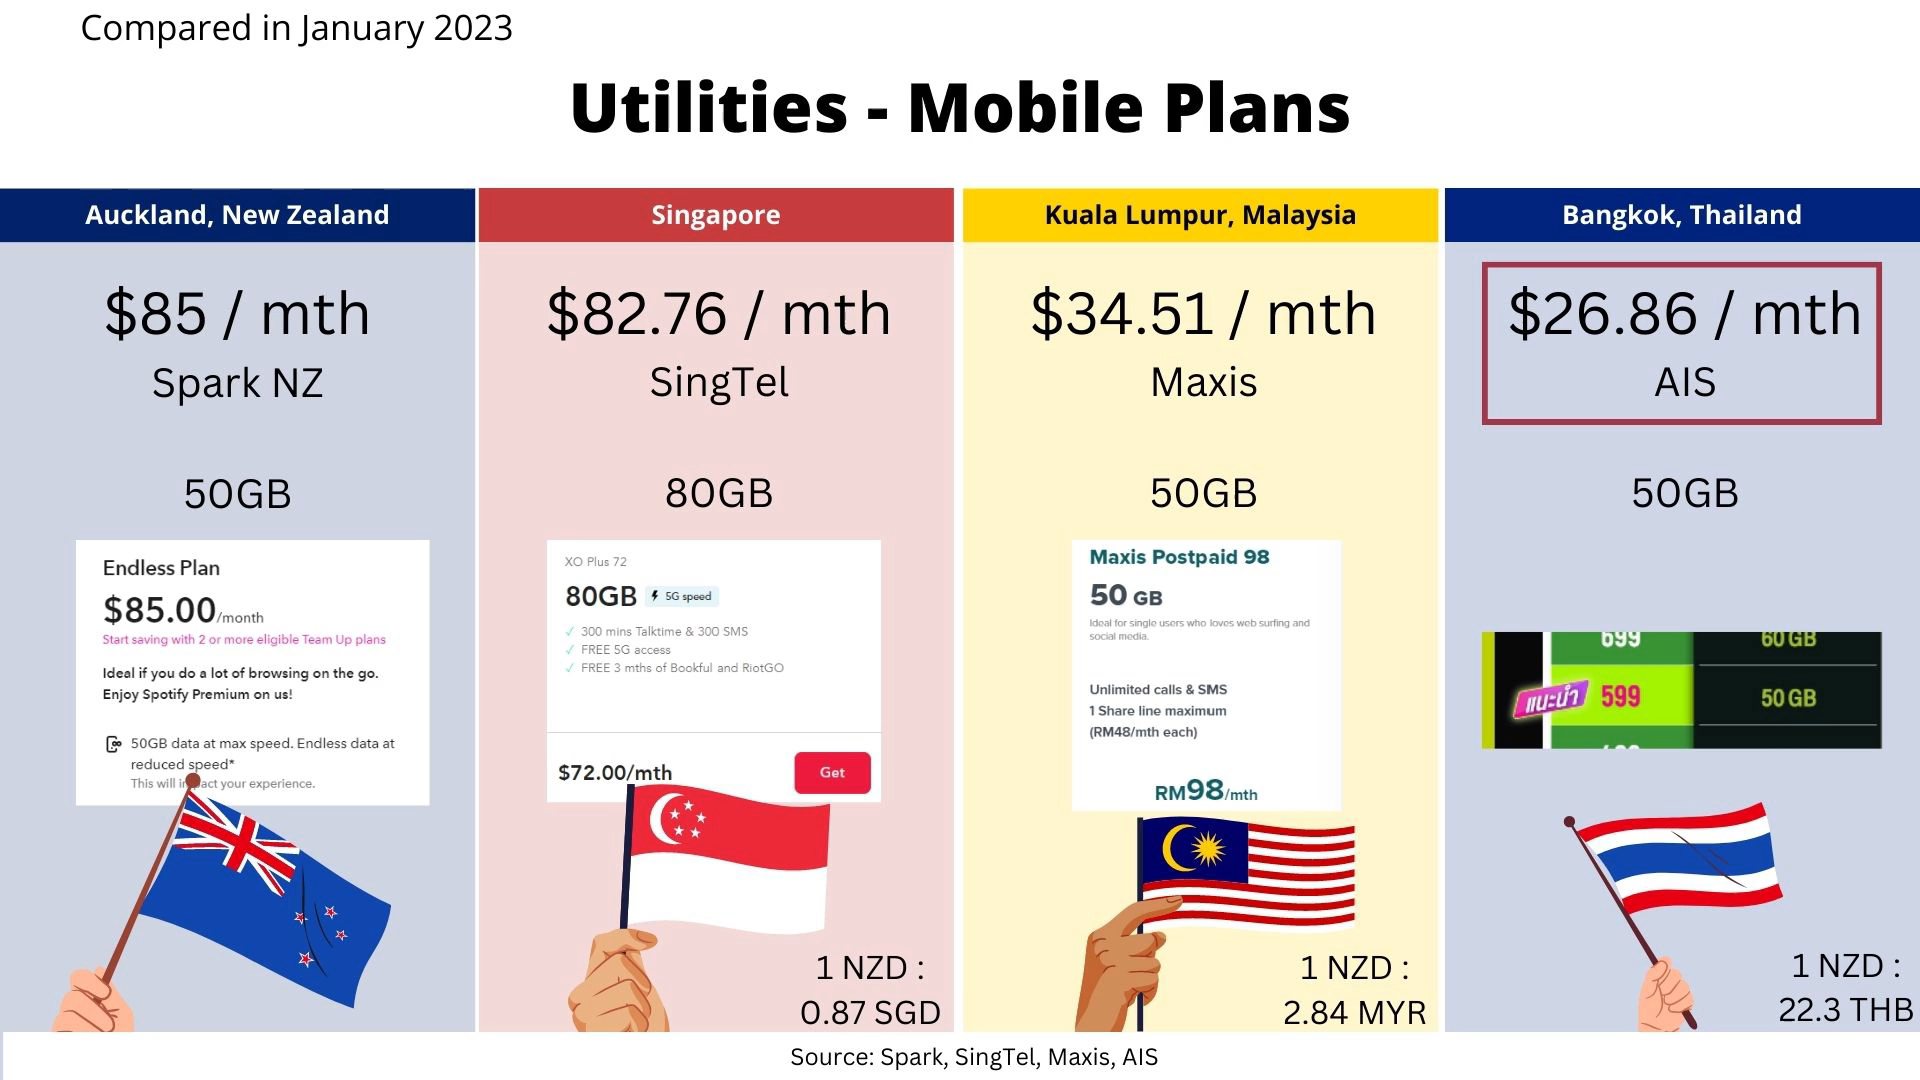 Compared in January 2023
Utilities - Mobile Plans
Auckland, New Zealand
$85 / mth
Spark NZ
50GB
Endless Plan
$85.00/month
Start saving with 2 or more eligible Team Up plans
Ideal if you do a lot of browsing on the go.
Enjoy Spotify Premium on us!
50GB data at max speed. Endless data at
reduced speed*
This will impact your experience.
Singapore
$82.76 / mth
SingTel
80GB
XO Plus 72
80GB
5G speed
✓ 300 mins Talktime & 300 SMS
✓ FREE 5G access
✓ FREE 3 mths of Bookful and RiotGO
$72.00/mth
Get
1 NZD :
0.87 SGD
Kuala Lumpur, Malaysia
$34.51 / mth
Maxis
50GB
Maxis Postpaid 98
50 GB
Ideal for single users who loves web surfing and
social media.
Unlimited calls & SMS
1 Share line maximum
(RM48/mth each)
RM98/mth
1 NZD :
2.84 MYR
Bangkok, Thailand
$26.86 / mth
AIS
50GB
699 60 GB
แนะนำ 599 50 GB
1 NZD :
22.3 THB
Source: Spark, SingTel, Maxis, AIS